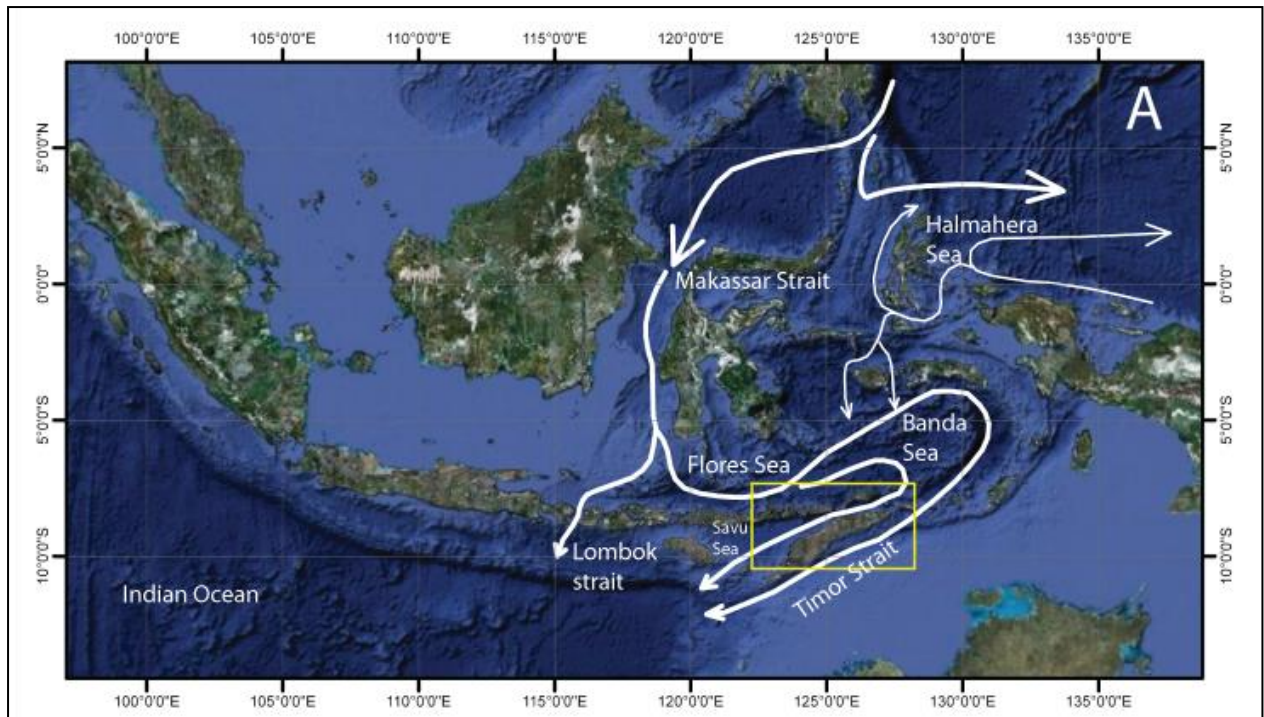 100°0'0"E 105°0'0"E 110°0'0"E 115°0'0"E 120°0'0"E 125°0'0"E 130°0'0"E 135°0'0"E
A
5°0'0"N 5°0'0"N
Halmahera
Sea
Makassar Strait
0°0'0" 0°0'0"
Banda
Sea
5°0'0"S 5°0'0"S
Flores Sea
Savu
Sea
Lombok
strait
Timor Strait
10°0'0"S 10°0'0"S
Indian Ocean
100°0'0"E 105°0'0"E 110°0'0"E 115°0'0"E 120°0'0"E 125°0'0"E 130°0'0"E 135°0'0"E